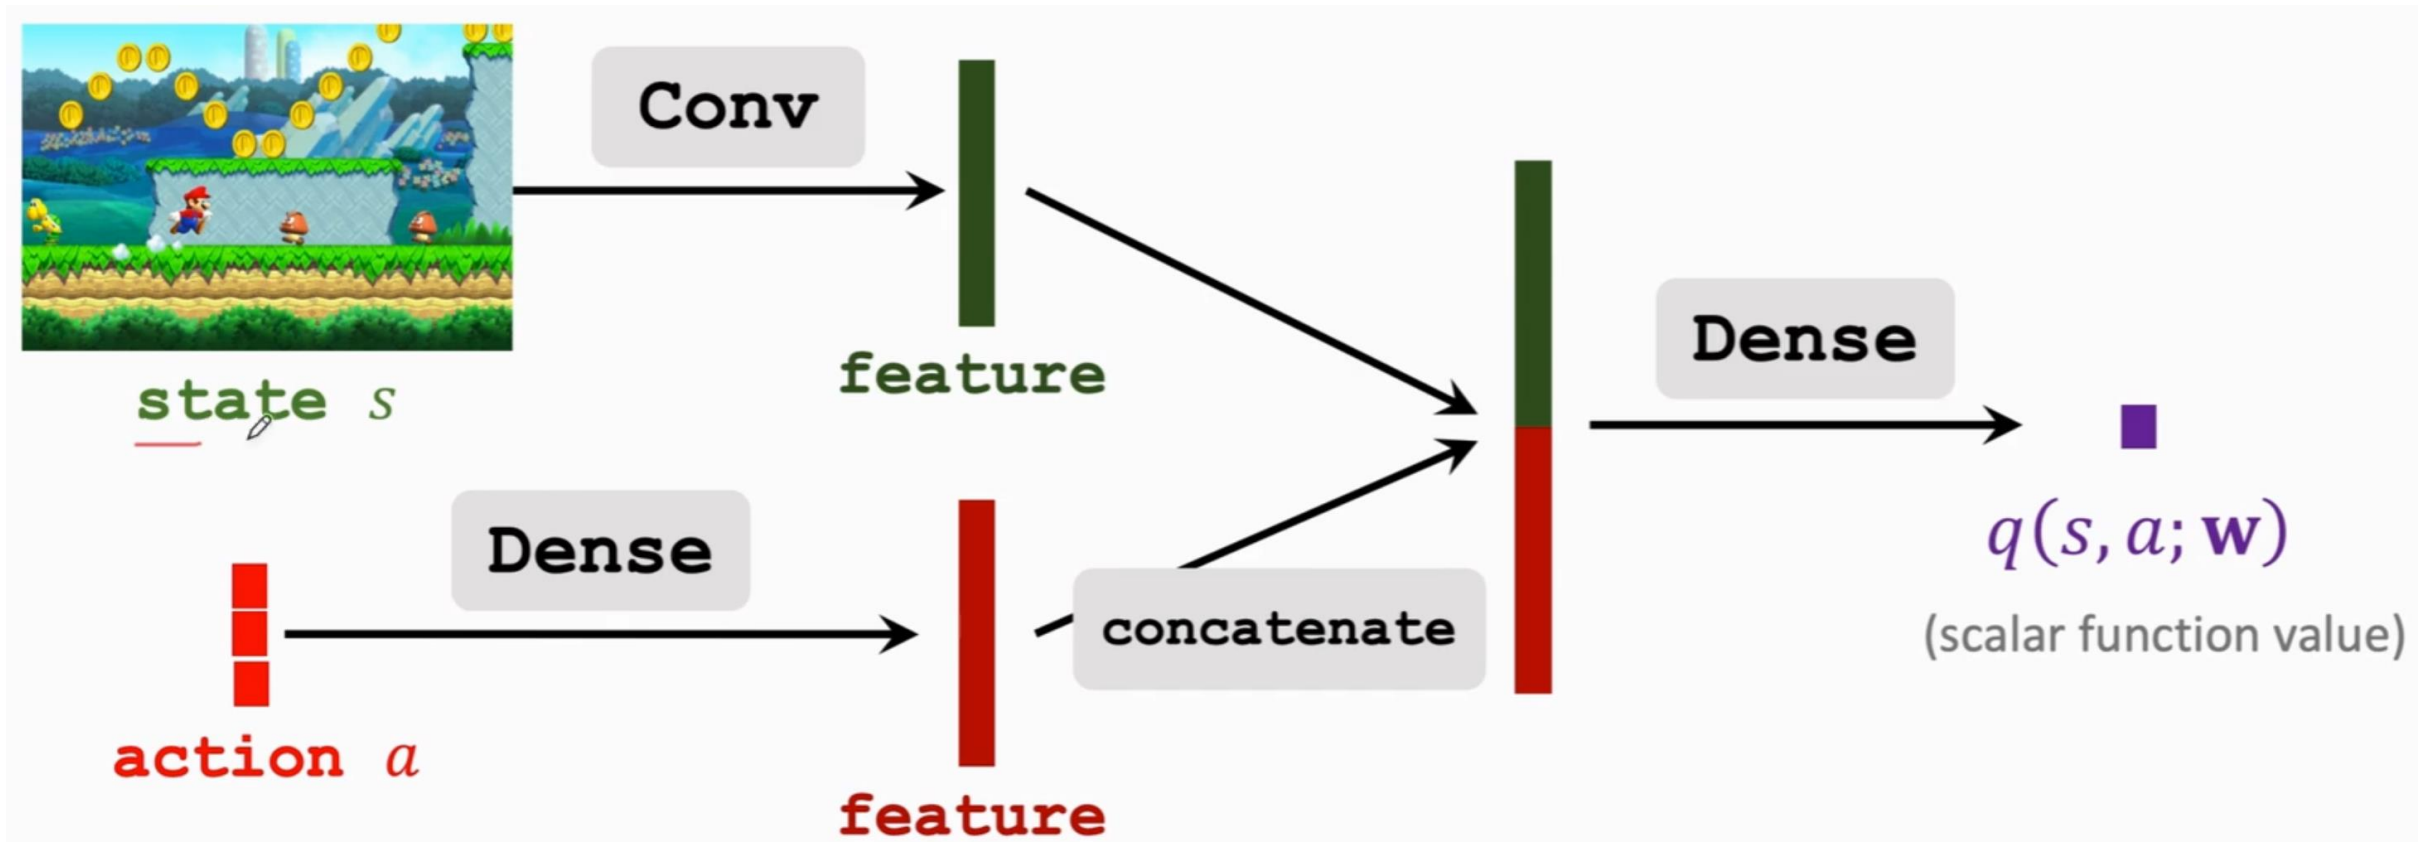 Conv
feature
state s
Dense
Dense
concatenate
q(s, a; w)
(scalar function value)
action a
feature